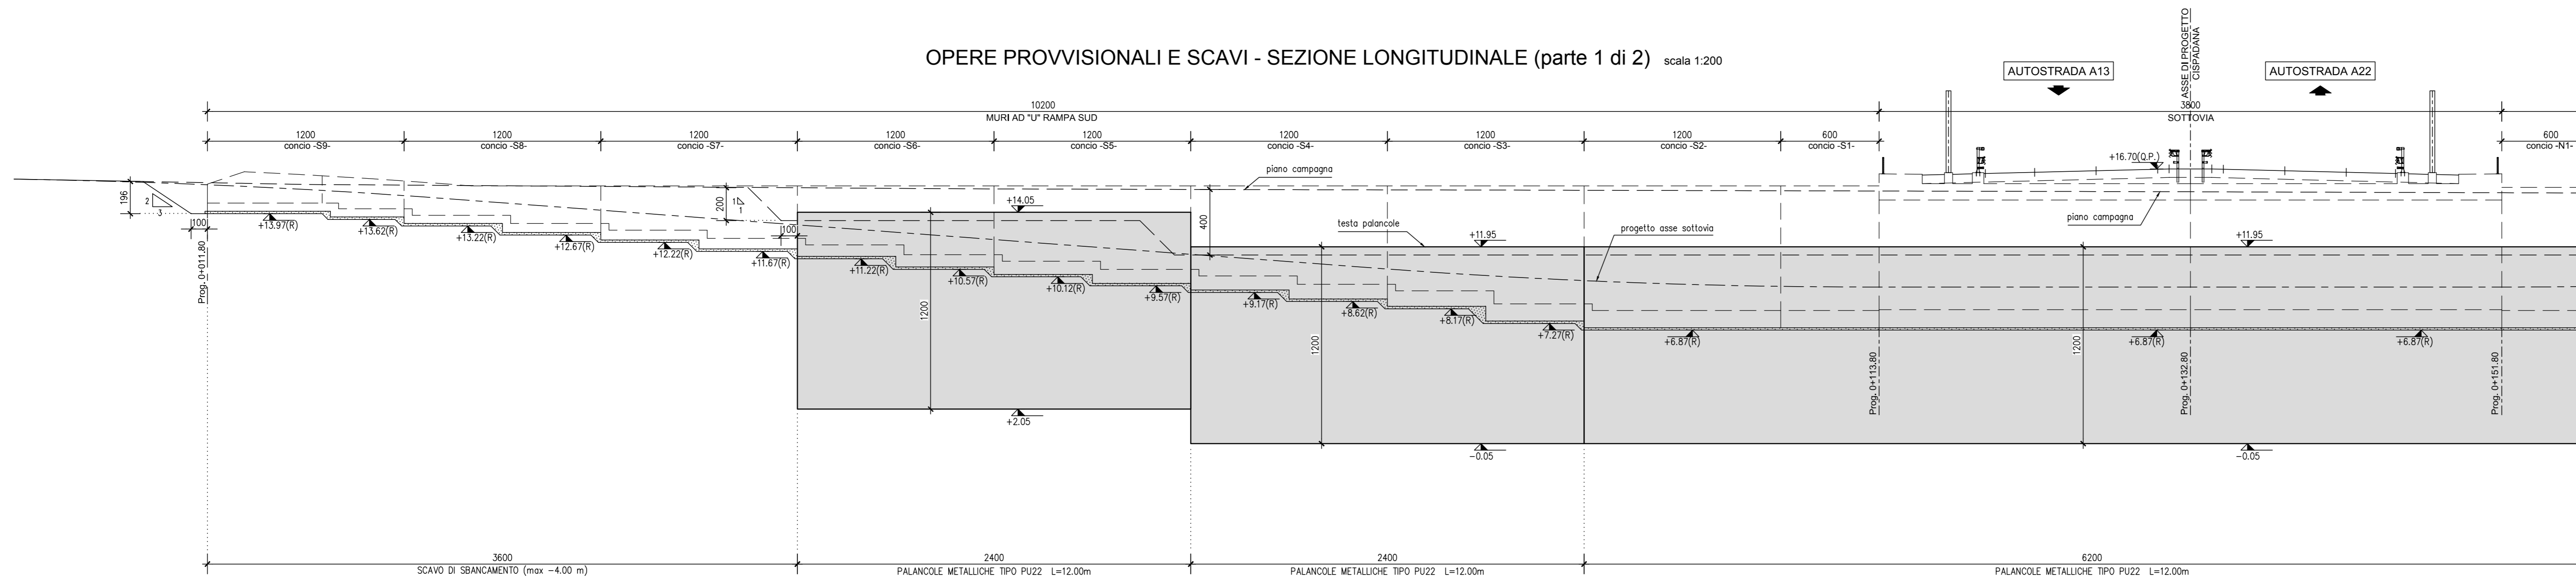 OPERE PROVVISIONALI E SCAVI - SEZIONE LONGITUDINALE (parte 1 di 2) scala 1:200
ASSE DI PROGETTO
CISPADANA
AUTOSTRADA A13
AUTOSTRADA A22
10200
MURI AD "U" RAMPA SUD
3800
SOTTOVIA
1200
concio -S9-
1200
concio -S8-
1200
concio -S7-
1200
concio -S6-
1200
concio -S5-
1200
concio -S4-
1200
concio -S3-
1200
concio -S2-
600
concio -S1-
600
concio -N1-
+16.70(Q.P.)
piano campagna
piano campagna
196
2
3
100
200
1
1
100
400
+14.05
testa palancole
+11.95
progetto asse sottovia
+11.95
+13.97(R)
+13.62(R)
+13.22(R)
+12.67(R)
+12.22(R)
+11.67(R)
+11.22(R)
+10.57(R)
+10.12(R)
+9.57(R)
+9.17(R)
+8.62(R)
+8.17(R)
+7.27(R)
+6.87(R)
+6.87(R)
+6.87(R)
Prog. 0+011.80
1200
1200
1200
Prog. 0+113.80
Prog. 0+132.80
Prog. 0+151.80
+2.05
-0.05
-0.05
3600
SCAVO DI SBANCAMENTO (max -4.00 m)
2400
PALANCOLE METALLICHE TIPO PU22 L=12.00m
2400
PALANCOLE METALLICHE TIPO PU22 L=12.00m
6200
PALANCOLE METALLICHE TIPO PU22 L=12.00m